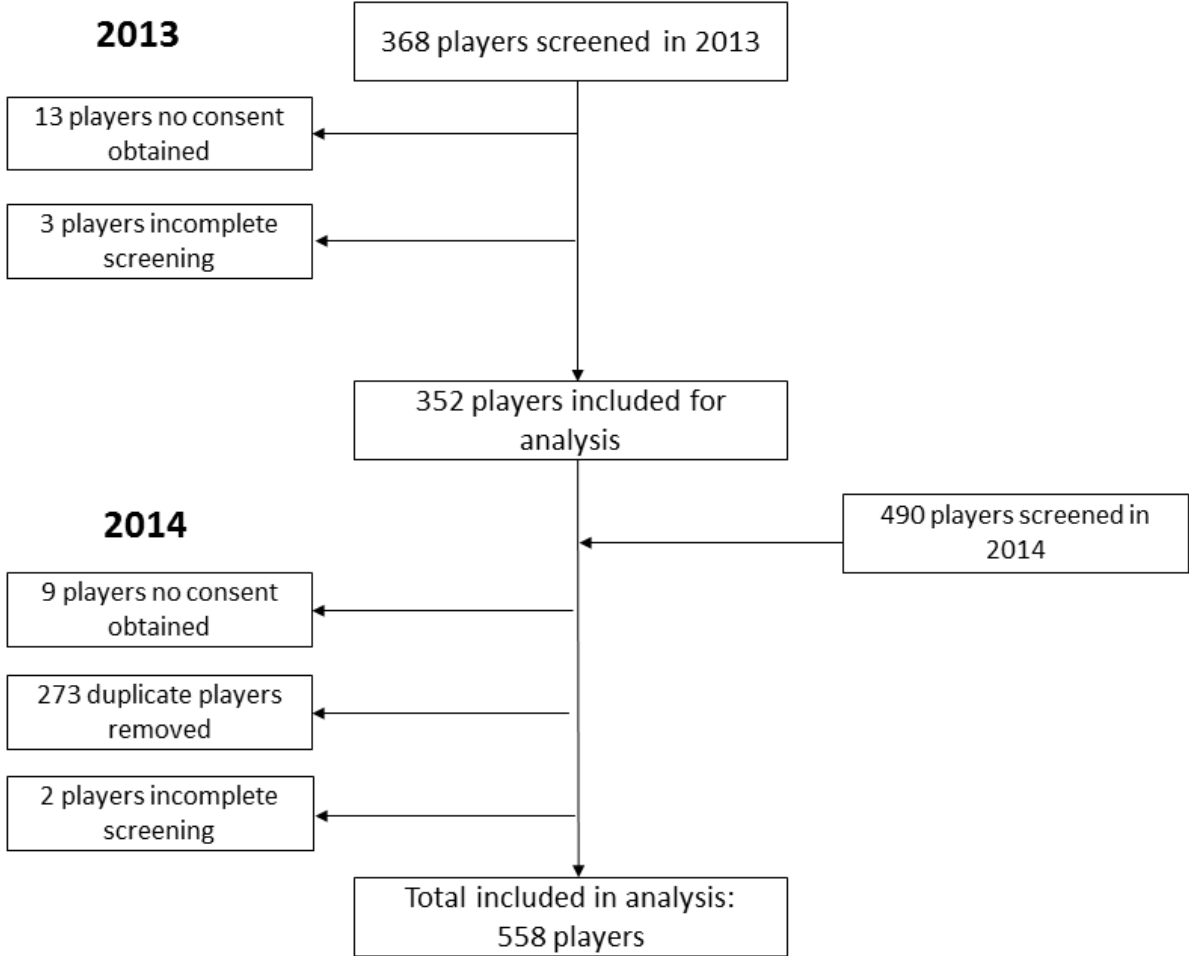 2013
368 players screened in 2013
13 players no consent
obtained
3 players incomplete
screening
352 players included for
analysis
2014
490 players screened in
2014
9 players no consent
obtained
273 duplicate players
removed
2 players incomplete
screening
Total included in analysis:
558 players